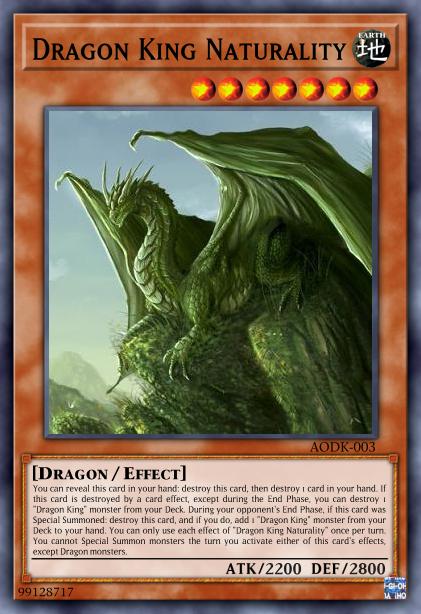 DRAGON KING NATURALITY
EARTH
地
AODK-003
[DRAGON / EFFECT]
You can reveal this card in your hand: destroy this card, then destroy 1 card in your hand. If
this card is destroyed by a card effect, except during the End Phase, you can destroy 1
"Dragon King" monster from your Deck. During your opponent's End Phase, if this card was
Special Summoned: destroy this card, and if you do, add 1 "Dragon King" monster from your
Deck to your hand. You can only use each effect of "Dragon King Naturality" once per turn.
You cannot Special Summon monsters the turn you activate either of this card's effects,
except Dragon monsters.
ATK/2200 DEF/2800
99128717